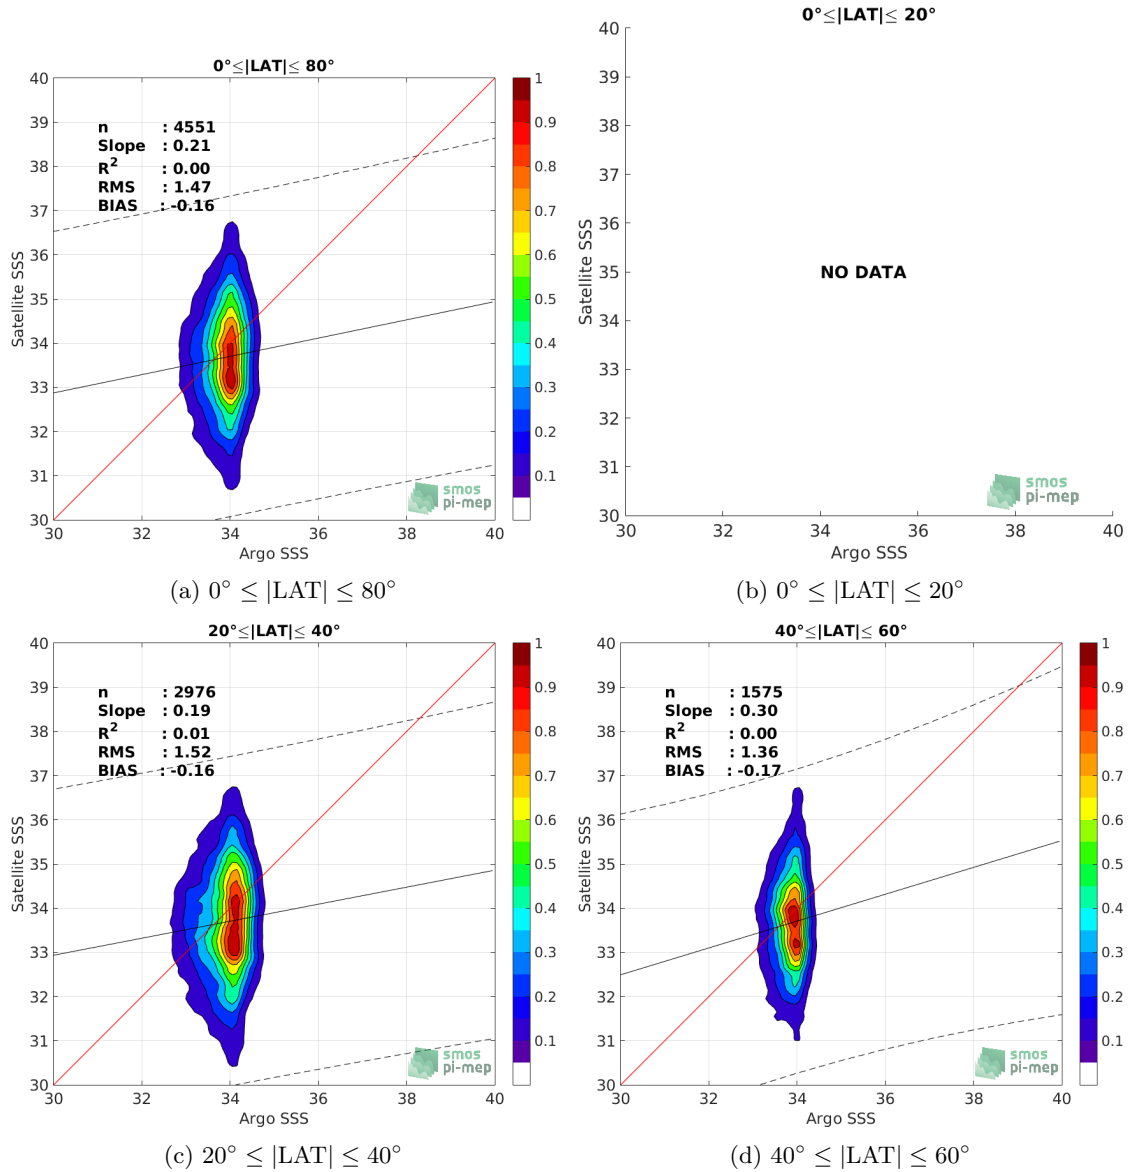 0°≤|LAT|≤ 80°
40
39
38
37
36
35
34
33
32
31
30
Satellite SSS
n : 4551
Slope : 0.21
R2 : 0.00
RMS : 1.47
BIAS : -0.16
1
0.9
0.8
0.7
0.6
0.5
0.4
0.3
0.2
0.1
smos
pi-mep
30 32 34 36 38 40
Argo SSS
(a) 0° ≤ |LAT| ≤ 80°
0°≤|LAT|≤ 20°
40
39
38
37
36
35
34
33
32
31
30
Satellite SSS
NO DATA
smos
pi-mep
30 32 34 36 38 40
Argo SSS
(b) 0° ≤ |LAT| ≤ 20°
20°≤|LAT|≤ 40°
40
39
38
37
36
35
34
33
32
31
30
Satellite SSS
n : 2976
Slope : 0.19
R2 : 0.01
RMS : 1.52
BIAS : -0.16
1
0.9
0.8
0.7
0.6
0.5
0.4
0.3
0.2
0.1
smos
pi-mep
30 32 34 36 38 40
Argo SSS
(c) 20° ≤ |LAT| ≤ 40°
40°≤|LAT|≤ 60°
40
39
38
37
36
35
34
33
32
31
30
Satellite SSS
n : 1575
Slope : 0.30
R2 : 0.00
RMS : 1.36
BIAS : -0.17
1
0.9
0.8
0.7
0.6
0.5
0.4
0.3
0.2
0.1
smos
pi-mep
30 32 34 36 38 40
Argo SSS
(d) 40° ≤ |LAT| ≤ 60°